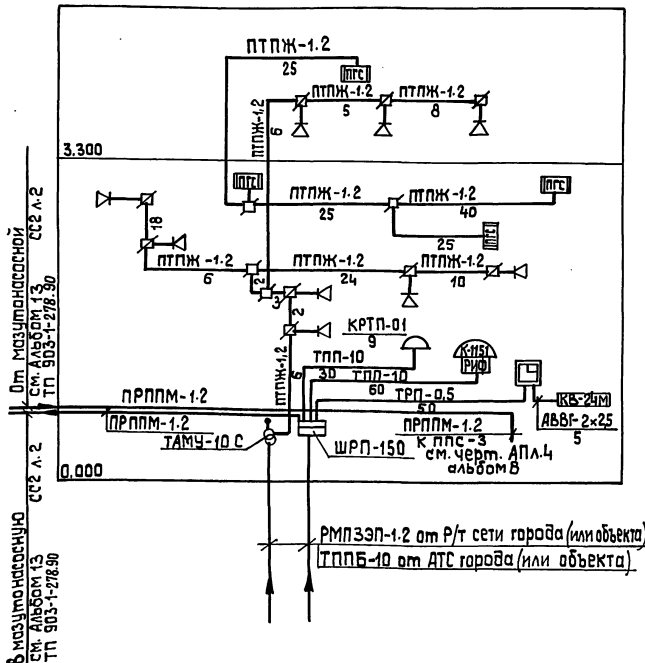 ПТПЖ-1.2
25
ПГС
ПТПЖ-1.2
5
ПТПЖ-1.2
8
ПТПЖ-1,2
6
3.300
ПГС
ПТПЖ-1.2
25
ПТПЖ-1.2
40
ПГС
25
ПГС
18
ПТПЖ-1.2
6
ПТПЖ-1.2
24
ПТПЖ-1.2
10
2
3
2
КРТП-01
9
ПТПЖ-1,2
6
ТПП-10
30
К-1151
РИФ
ТПП-10
60
ТРП-0,5
50
КВ-24М
АВВГ-2×2,5
5
ПРППМ-1.2
ПРППМ-1.2
ТАМУ-10 С
ШРП-150
ПРППМ-1.2
К ППС-3
см. черт. АПЛ.4
альбом 8
0,000
РМПЗЭП-1.2 от Р/т сети города (или объекта)
ТППБ-10 от АТС города (или объекта)
От мазутонасосной
см. Альбом 13 СС2 л.2
ТП 903-1-278.90
В мазутонасосную
см. Альбом 13 СС2 л.2
ТП 903-1-278.90